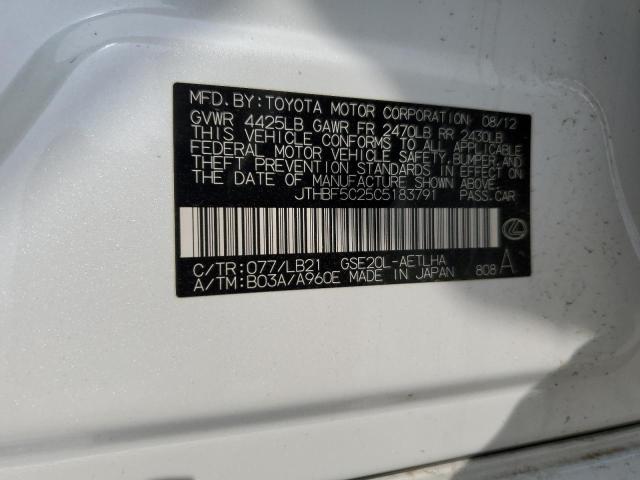 MFD. BY: TOYOTA MOTOR CORPORATION 08/12
GVWR 4425LB GAWR FR 2470LB RR 2430LB
THIS VEHICLE CONFORMS TO ALL APPLICABLE
FEDERAL MOTOR VEHICLE SAFETY, BUMPER, AND
THEFT PREVENTION STANDARDS IN EFFECT ON
THE DATE OF MANUFACTURE SHOWN ABOVE.
JTHBF5C25C5183791 PASS. CAR
C/TR: 077/LB21 GSE20L-AETLHA
A/TM: B03A/A960E MADE IN JAPAN 808 A